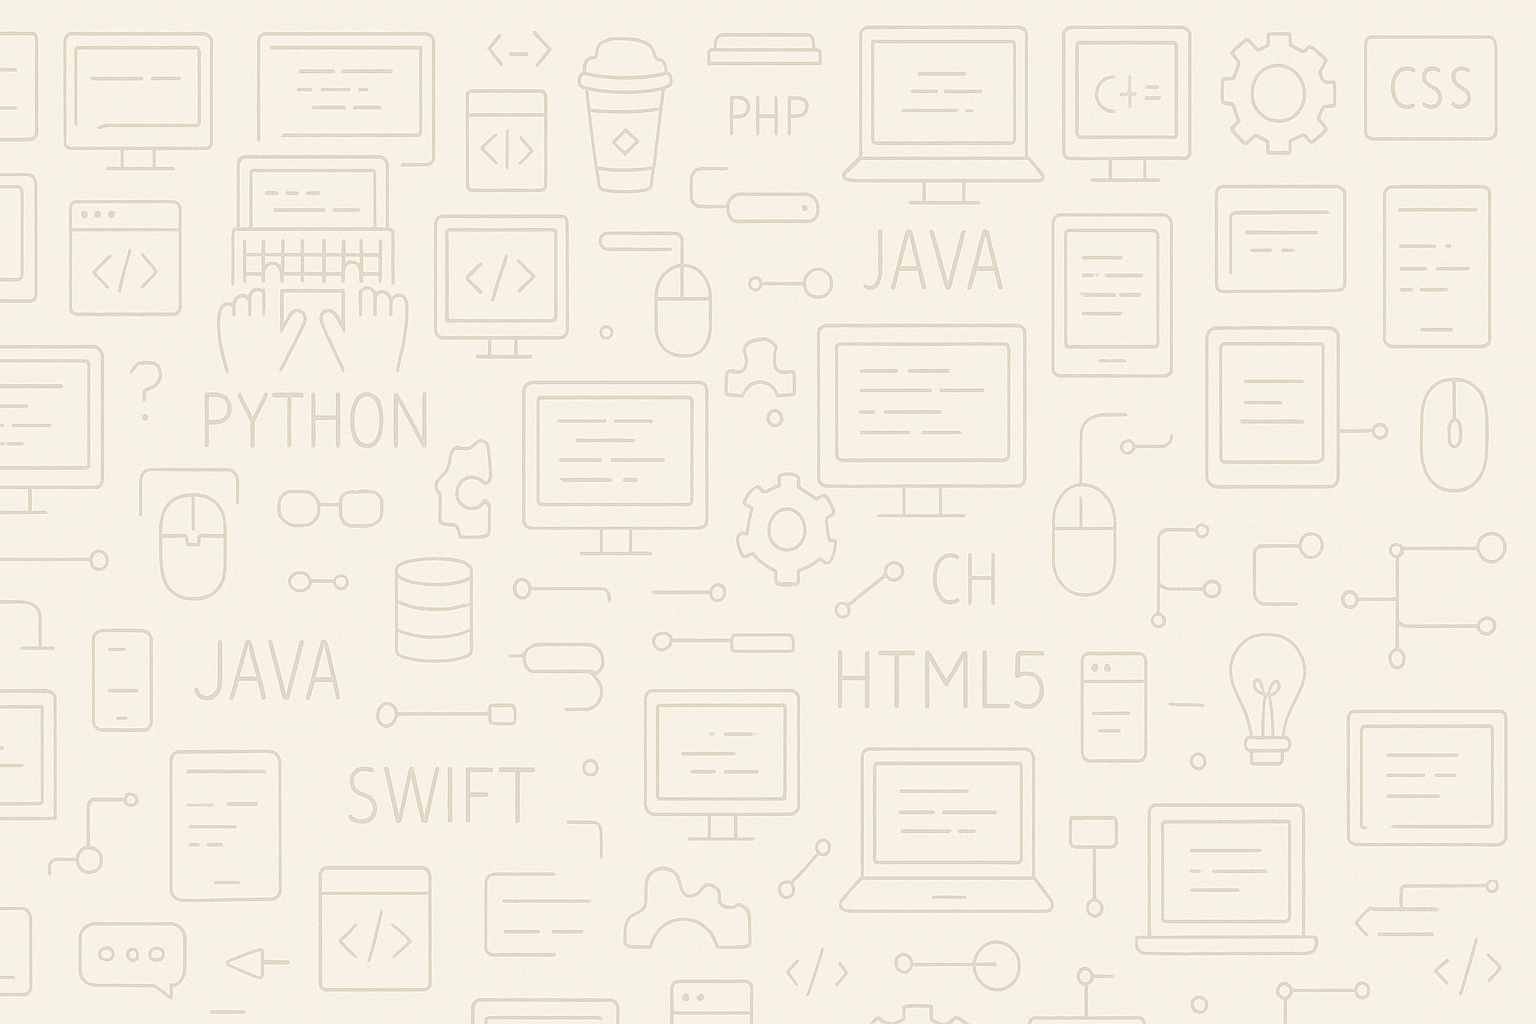 <->
PHP
C+=
CSS
<|>
JAVA
</>
</>
?
PYTHON
CH
JAVA
HTML5
SWIFT
</>
</>
</>